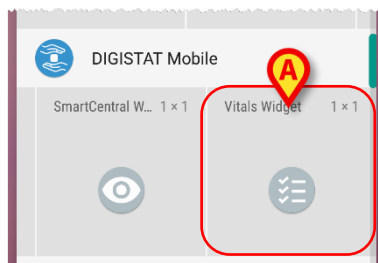 DIGISTAT Mobile
A
SmartCentral W... 1 × 1 Vitals Widget 1 × 1